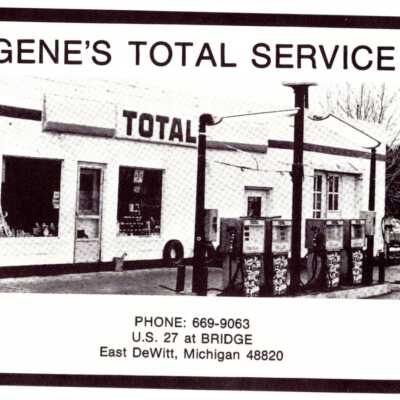 GENE'S TOTAL SERVICE
TOTAL
PHONE: 669-9063
U.S. 27 at BRIDGE
East DeWitt, Michigan 48820